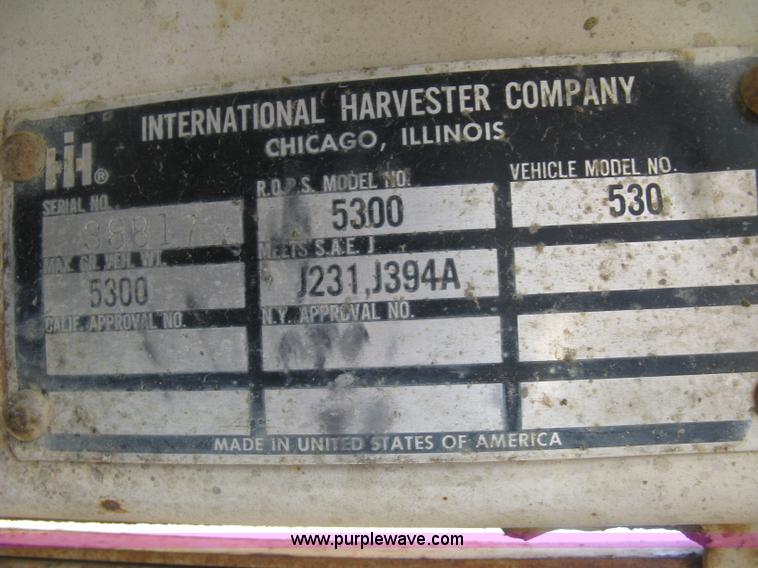 INTERNATIONAL HARVESTER COMPANY
CHICAGO, ILLINOIS
IH®
SERIAL NO. R.O.P.S. MODEL NO. VEHICLE MODEL NO.
5300 530
MAX. GR. VEH. WT. MEETS S.A.E. J
5300 J231,J394A
CALIF. APPROVAL NO. N.Y. APPROVAL NO.
MADE IN UNITED STATES OF AMERICA
www.purplewave.com